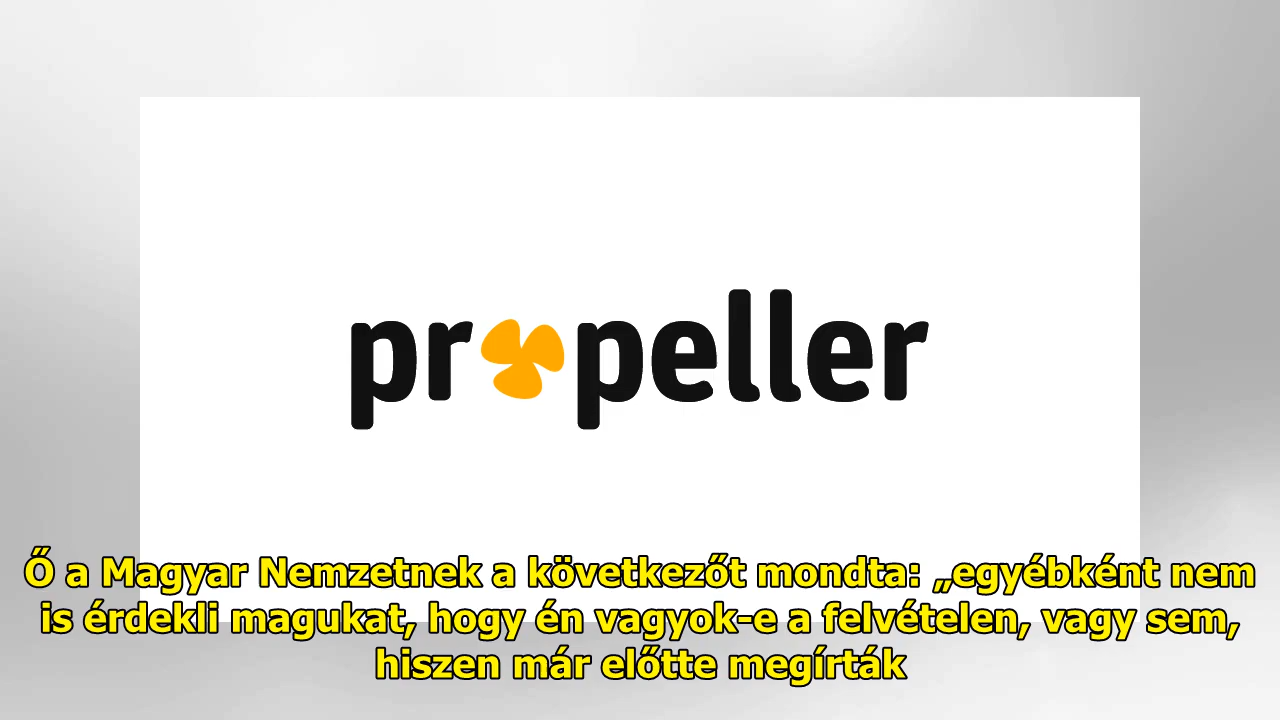 propeller
Ő a Magyar Nemzetnek a következőt mondta: „egyébként nem
is érdekli magukat, hogy én vagyok-e a felvételen, vagy sem,
hiszen már előtte megírták